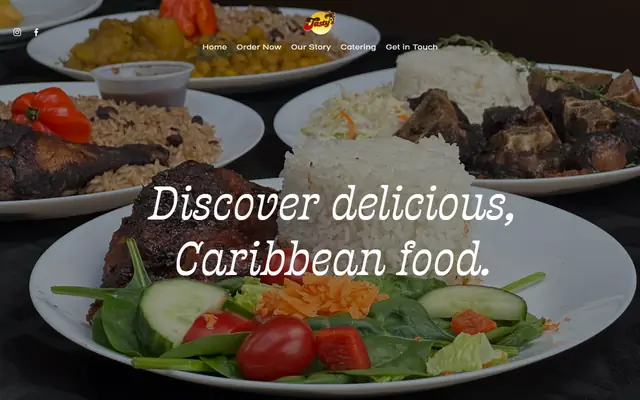 Tasty's
Home Order Now Our Story Catering Get in Touch
Discover delicious,
Caribbean food.